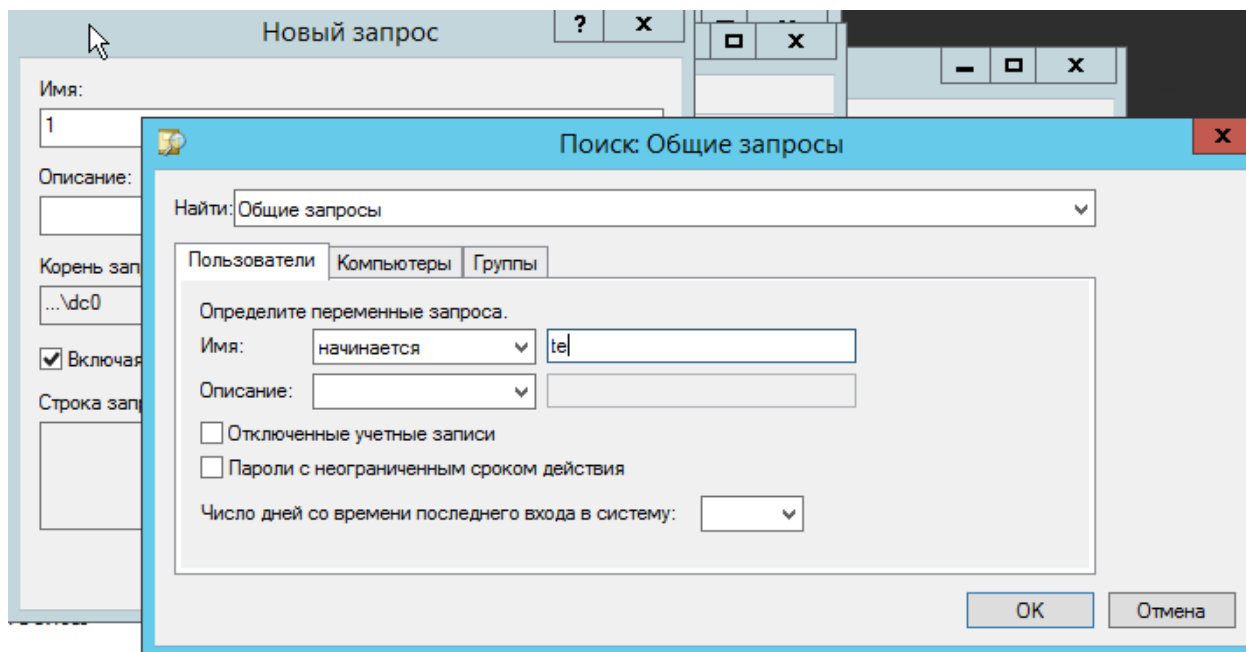 Новый запрос
Имя:
1
Описание:
Корень зап
...\dc0
Включая
Строка зап
Поиск: Общие запросы
Найти: Общие запросы
Пользователи Компьютеры Группы
Определите переменные запроса.
Имя: начинается te
Описание:
Отключенные учетные записи
Пароли с неограниченным сроком действия
Число дней со времени последнего входа в систему:
OK Отмена